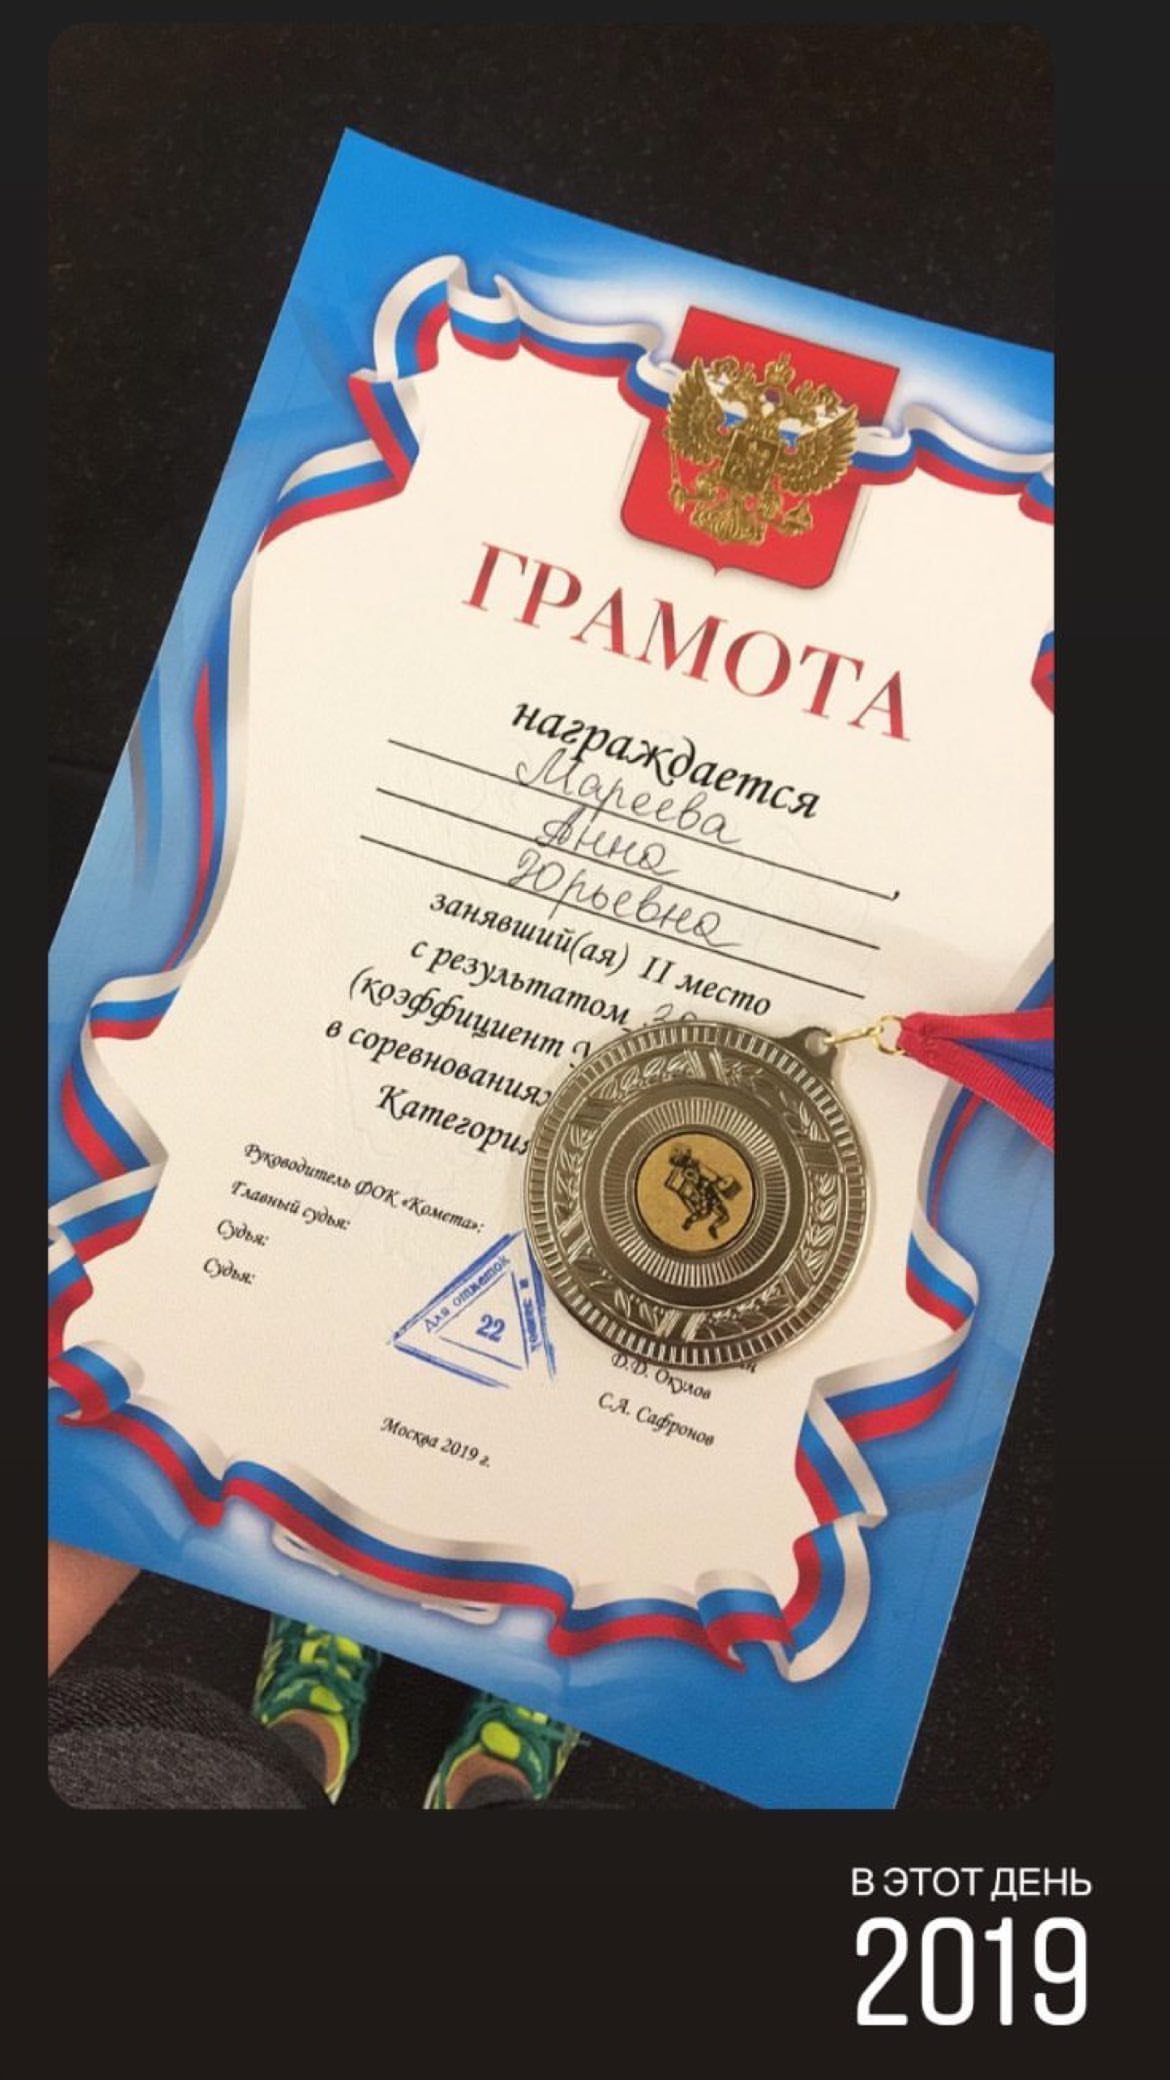 ГРАМОТА
награждается
Мареева
Анна
Юрьевна
занявший(ая) II место
с результатом
(коэффициент
в соревнованиях
Категория
Руководитель ФОК «Комета»:
Главный судья:
Судья:
Судья:
Для отметок
22
Д.Д. Окулов
С.А. Сафронов
Москва 2019 г.
В ЭТОТ ДЕНЬ
2019